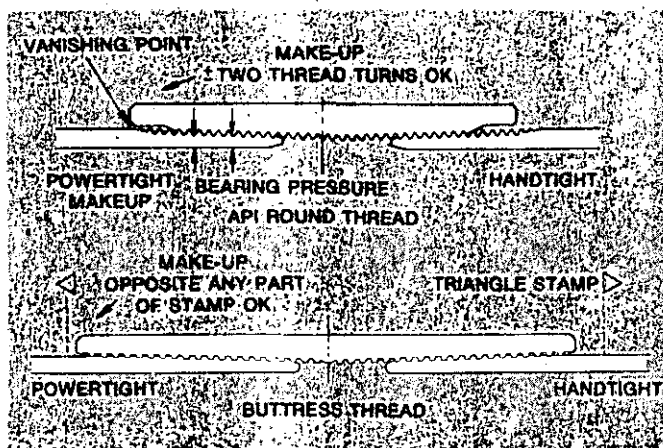 VANISHING POINT
MAKE-UP
± TWO THREAD TURNS OK
POWERTIGHT
MAKEUP
BEARING PRESSURE
HANDTIGHT
API ROUND THREAD
MAKE-UP
OPPOSITE ANY PART
OF STAMP OK
TRIANGLE STAMP
POWERTIGHT
HANDTIGHT
BUTTRESS THREAD